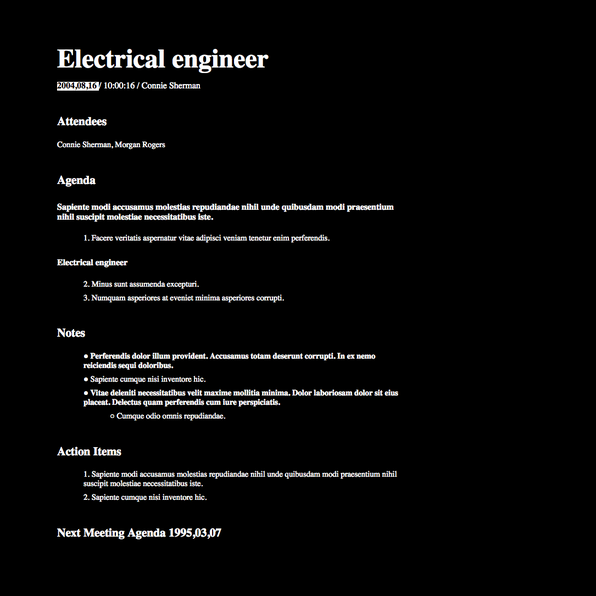 Electrical engineer
2004,08,16 / 10:00:16 / Connie Sherman
Attendees
Connie Sherman, Morgan Rogers
Agenda
Sapiente modi accusamus molestias repudiandae nihil unde quibusdam modi praesentium
nihil suscipit molestiae necessitatibus iste.
1. Facere veritatis aspernatur vitae adipisci veniam tenetur enim perferendis.
Electrical engineer
2. Minus sunt assumenda excepturi.
3. Numquam asperiores at eveniet minima asperiores corrupti.
Notes
● Perferendis dolor illum provident. Accusamus totam deserunt corrupti. In ex nemo
reiciendis sequi doloribus.
● Sapiente cumque nisi inventore hic.
● Vitae deleniti necessitatibus velit maxime mollitia minima. Dolor laboriosam dolor sit eius
placeat. Delectus quam perferendis cum iure perspiciatis.
○ Cumque odio omnis repudiandae.
Action Items
1. Sapiente modi accusamus molestias repudiandae nihil unde quibusdam modi praesentium nihil
suscipit molestiae necessitatibus iste.
2. Sapiente cumque nisi inventore hic.
Next Meeting Agenda 1995,03,07